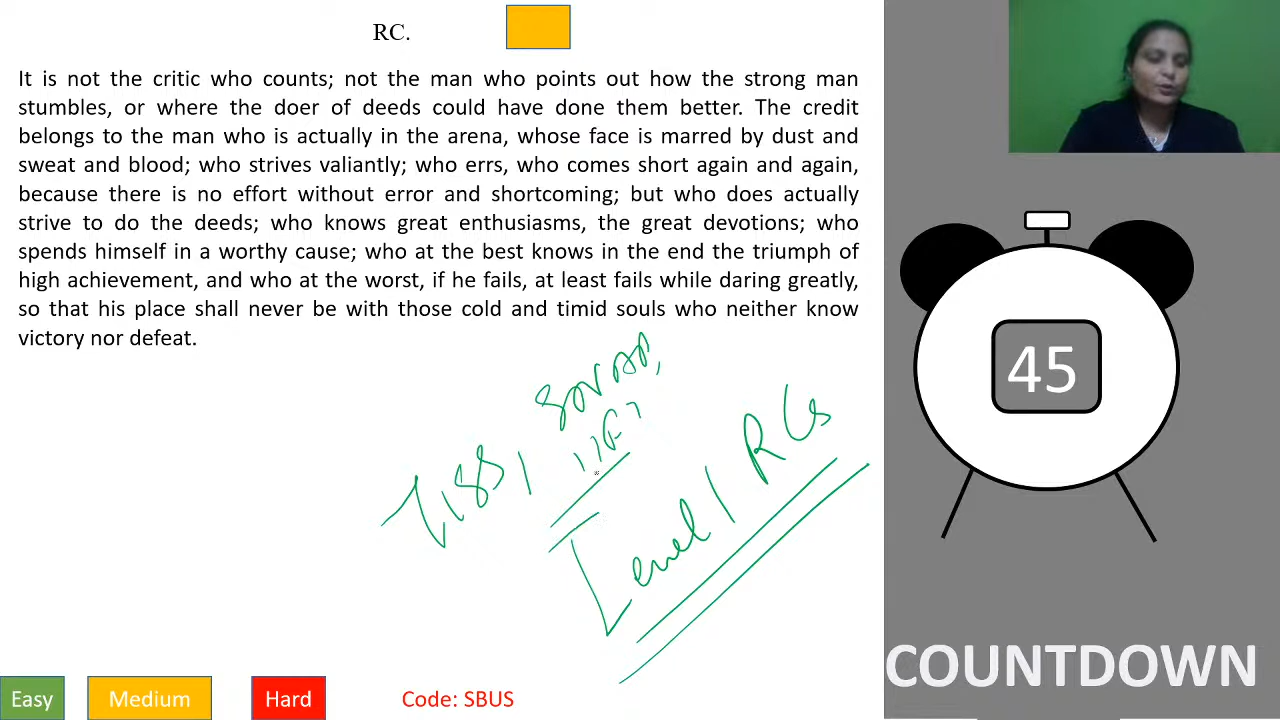 RC.
It is not the critic who counts; not the man who points out how the strong man
stumbles, or where the doer of deeds could have done them better. The credit
belongs to the man who is actually in the arena, whose face is marred by dust and
sweat and blood; who strives valiantly; who errs, who comes short again and again,
because there is no effort without error and shortcoming; but who does actually
strive to do the deeds; who knows great enthusiasms, the great devotions; who
spends himself in a worthy cause; who at the best knows in the end the triumph of
high achievement, and who at the worst, if he fails, at least fails while daring greatly,
so that his place shall never be with those cold and timid souls who neither know
victory nor defeat.
IIFT
Level 1 RCs
45
COUNTDOWN
Easy
Medium
Hard
Code: SBUS